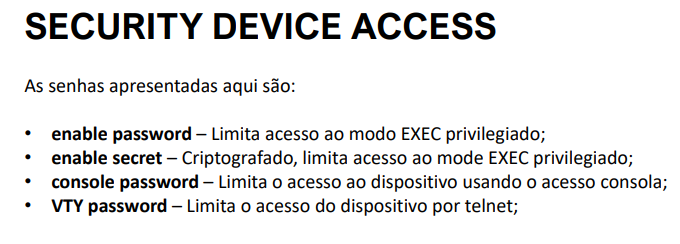 SECURITY DEVICE ACCESS
As senhas apresentadas aqui são:
• enable password – Limita acesso ao modo EXEC privilegiado;
• enable secret – Criptografado, limita acesso ao mode EXEC privilegiado;
• console password – Limita o acesso ao dispositivo usando o acesso consola;
• VTY password – Limita o acesso do dispositivo por telnet;